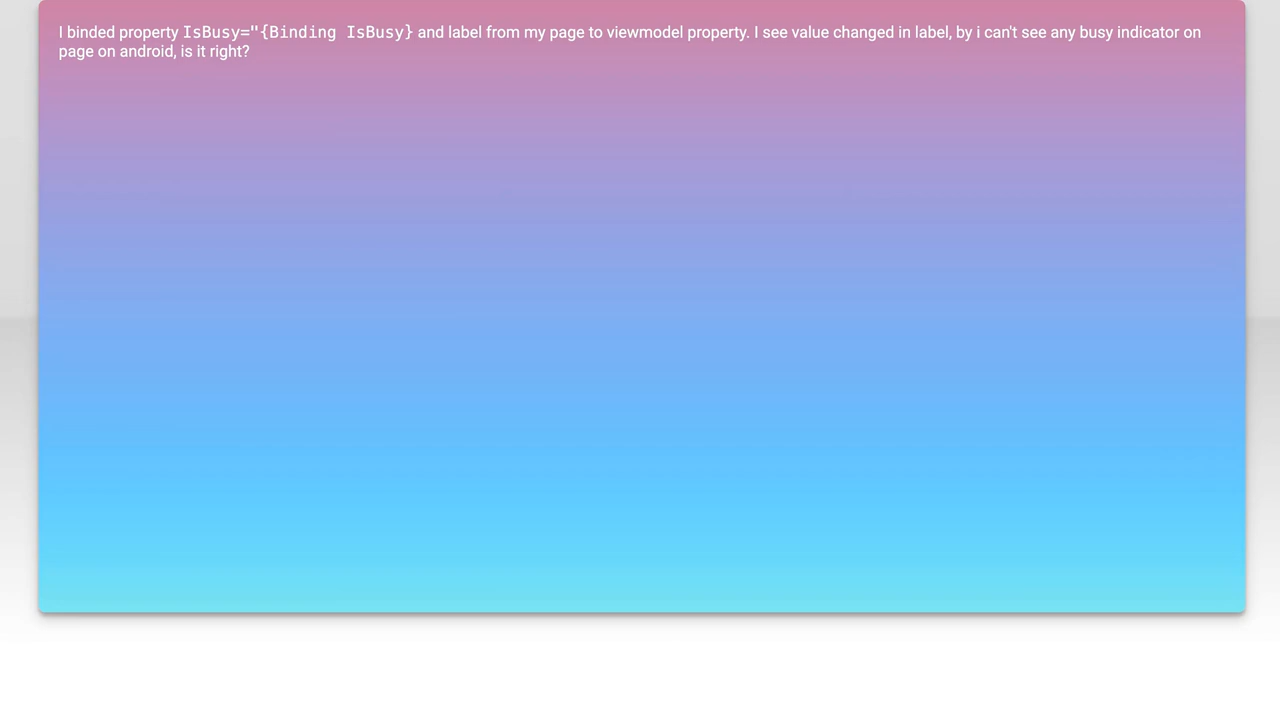 I binded property IsBusy="{Binding IsBusy} and label from my page to viewmodel property. I see value changed in label, by i can't see any busy indicator on
page on android, is it right?